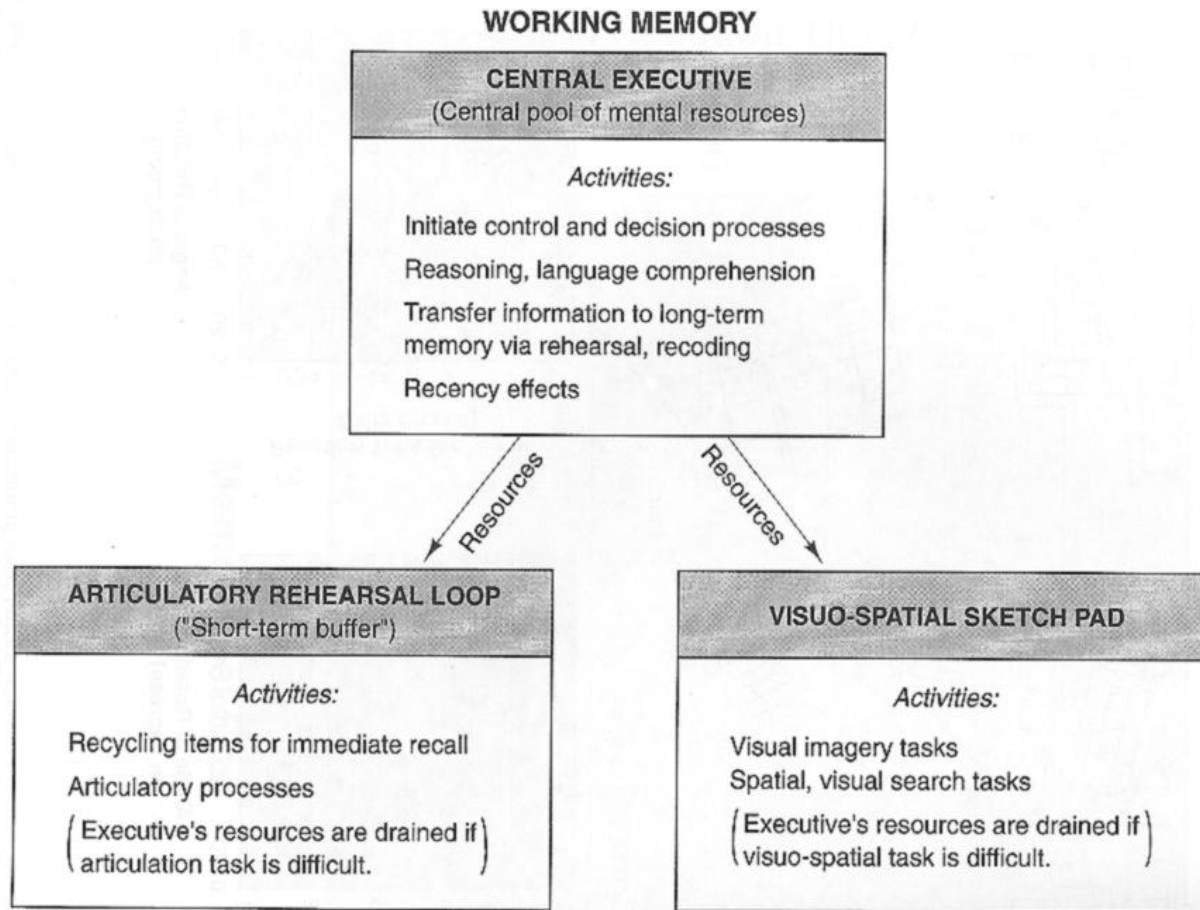 WORKING MEMORY
CENTRAL EXECUTIVE
(Central pool of mental resources)
Activities:
Initiate control and decision processes
Reasoning, language comprehension
Transfer information to long-term
memory via rehearsal, recoding
Recency effects
Resources
Resources
ARTICULATORY REHEARSAL LOOP
("Short-term buffer")
Activities:
Recycling items for immediate recall
Articulatory processes
(Executive's resources are drained if
articulation task is difficult.)
VISUO-SPATIAL SKETCH PAD
Activities:
Visual imagery tasks
Spatial, visual search tasks
(Executive's resources are drained if
visuo-spatial task is difficult.)